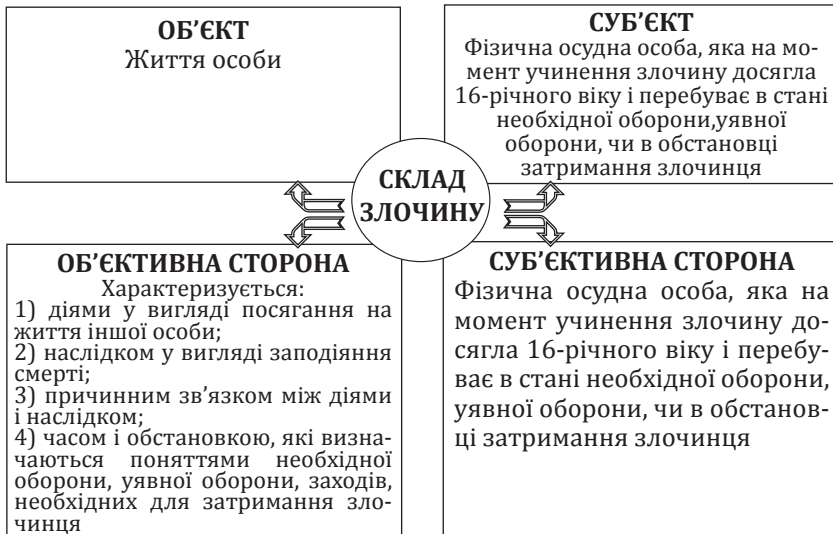 ОБ’ЄКТ
Життя особи
СУБ’ЄКТ
Фізична осудна особа, яка на мо-
мент учинення злочину досягла
16-річного віку і перебуває в стані
необхідної оборони,уявної
оборони, чи в обстановці
затримання злочинця
СКЛАД
ЗЛОЧИНУ
ОБ’ЄКТИВНА СТОРОНА
Характеризується:
1) діями у вигляді посягання на
життя іншої особи;
2) наслідком у вигляді заподіяння
смерті;
3) причинним зв’язком між діями
і наслідком;
4) часом і обстановкою, які визна-
чаються поняттями необхідної
оборони, уявної оборони, заходів,
необхідних для затримання зло-
чинця
СУБ’ЄКТИВНА СТОРОНА
Фізична осудна особа, яка на
момент учинення злочину до-
сягла 16-річного віку і перебу-
ває в стані необхідної оборони,
уявної оборони, чи в обстанов-
ці затримання злочинця